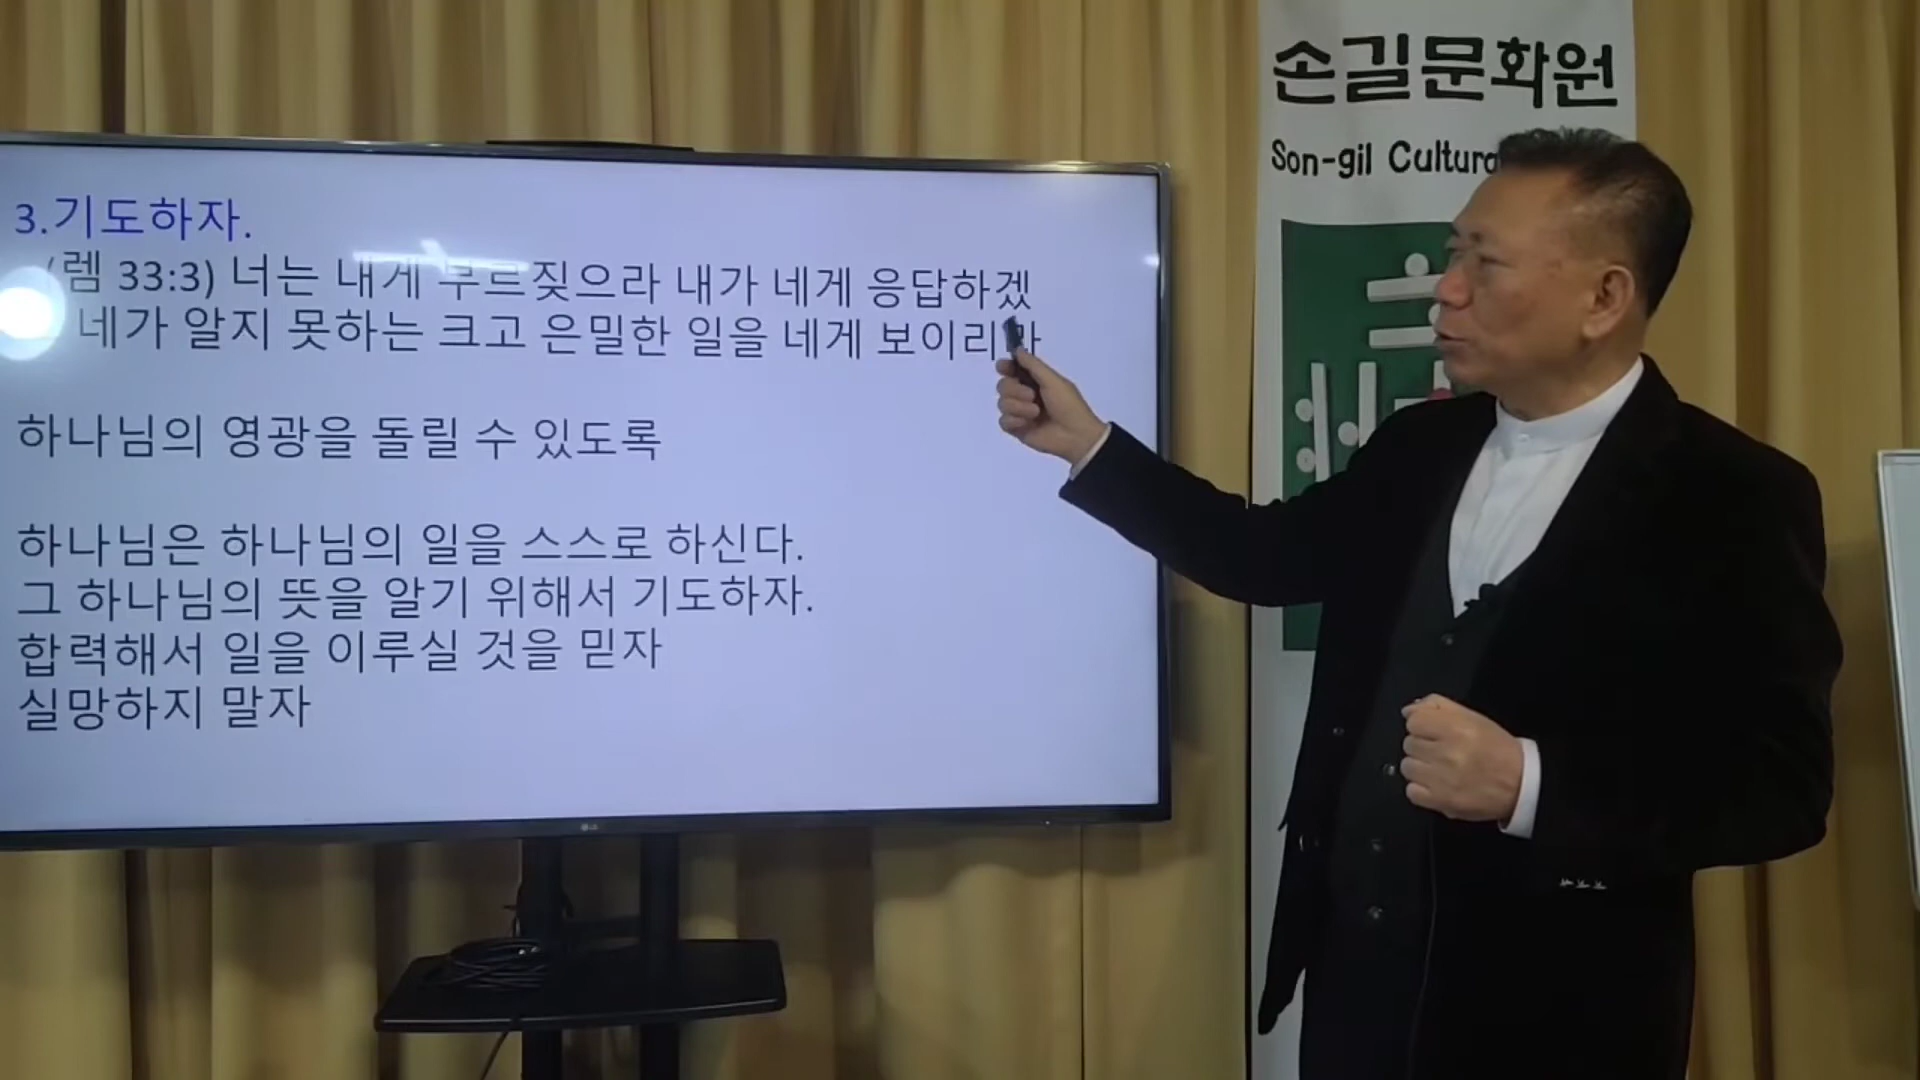 손길문화원
Son-gil
3.기도하자.
(렘 33:3) 너는 내게 부르짖으라 내가 네게 응답하겠
네가 알지 못하는 크고 은밀한 일을 네게 보이리라
하나님의 영광을 돌릴 수 있도록
하나님은 하나님의 일을 스스로 하신다.
그 하나님의 뜻을 알기 위해서 기도하자.
합력해서 일을 이루실 것을 믿자
실망하지 말자
LG